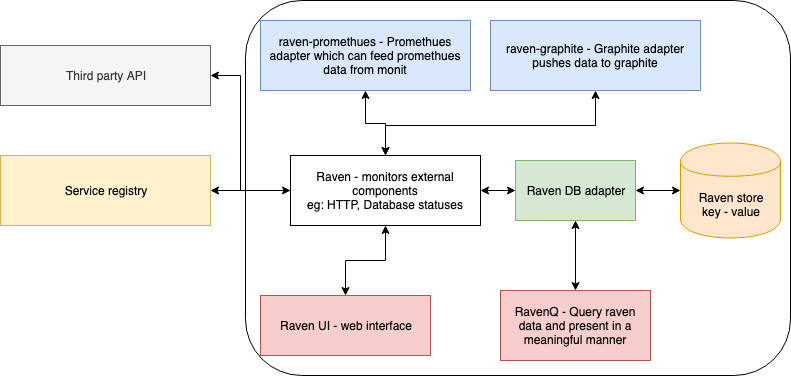 raven-promethues - Promethues
adapter which can feed promethues
data from monit
raven-graphite - Graphite adapter
pushes data to graphite
Third party API
Service registry
Raven - monitors external
components
eg: HTTP, Database statuses
Raven DB adapter
Raven store
key - value
Raven UI - web interface
RavenQ - Query raven
data and present in a
meaningful manner